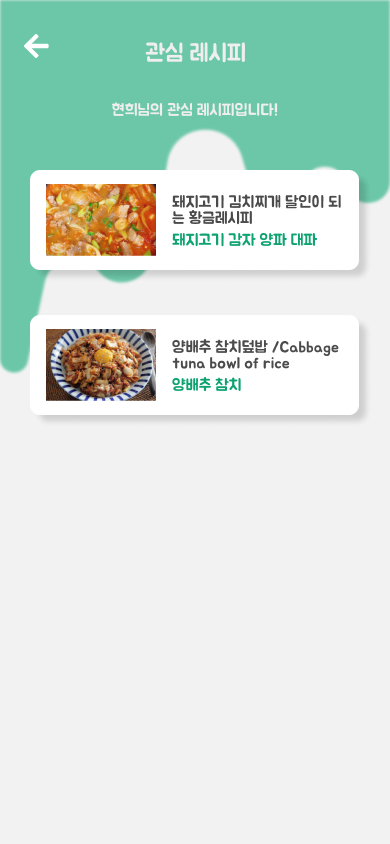 관심 레시피
현희님의 관심 레시피입니다!
돼지고기 김치찌개 달인이 되
는 황금레시피
돼지고기 감자 양파 대파
양배추 참치덮밥 /Cabbage
tuna bowl of rice
양배추 참치